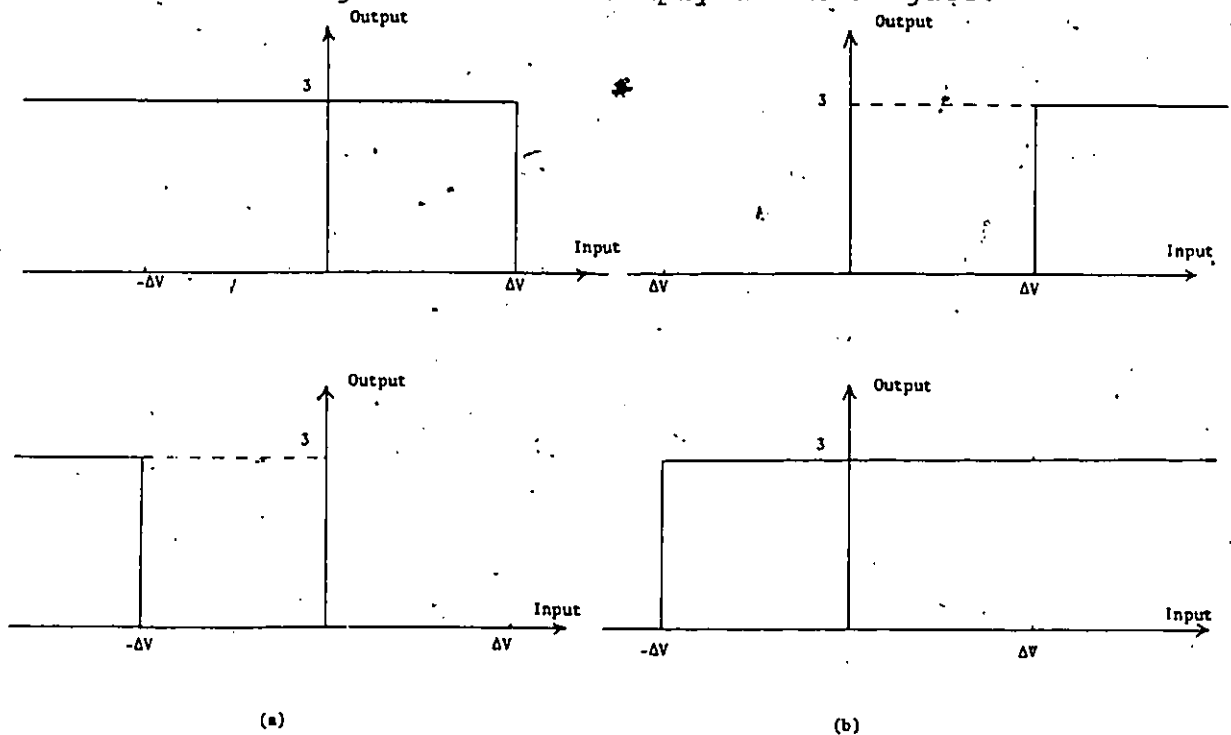 Output
Output
3
3
Input
Input
-ΔV
ΔV
ΔV
ΔV
Output
Output
3
3
Input
Input
-ΔV
ΔV
-ΔV
ΔV
(a)
(b)